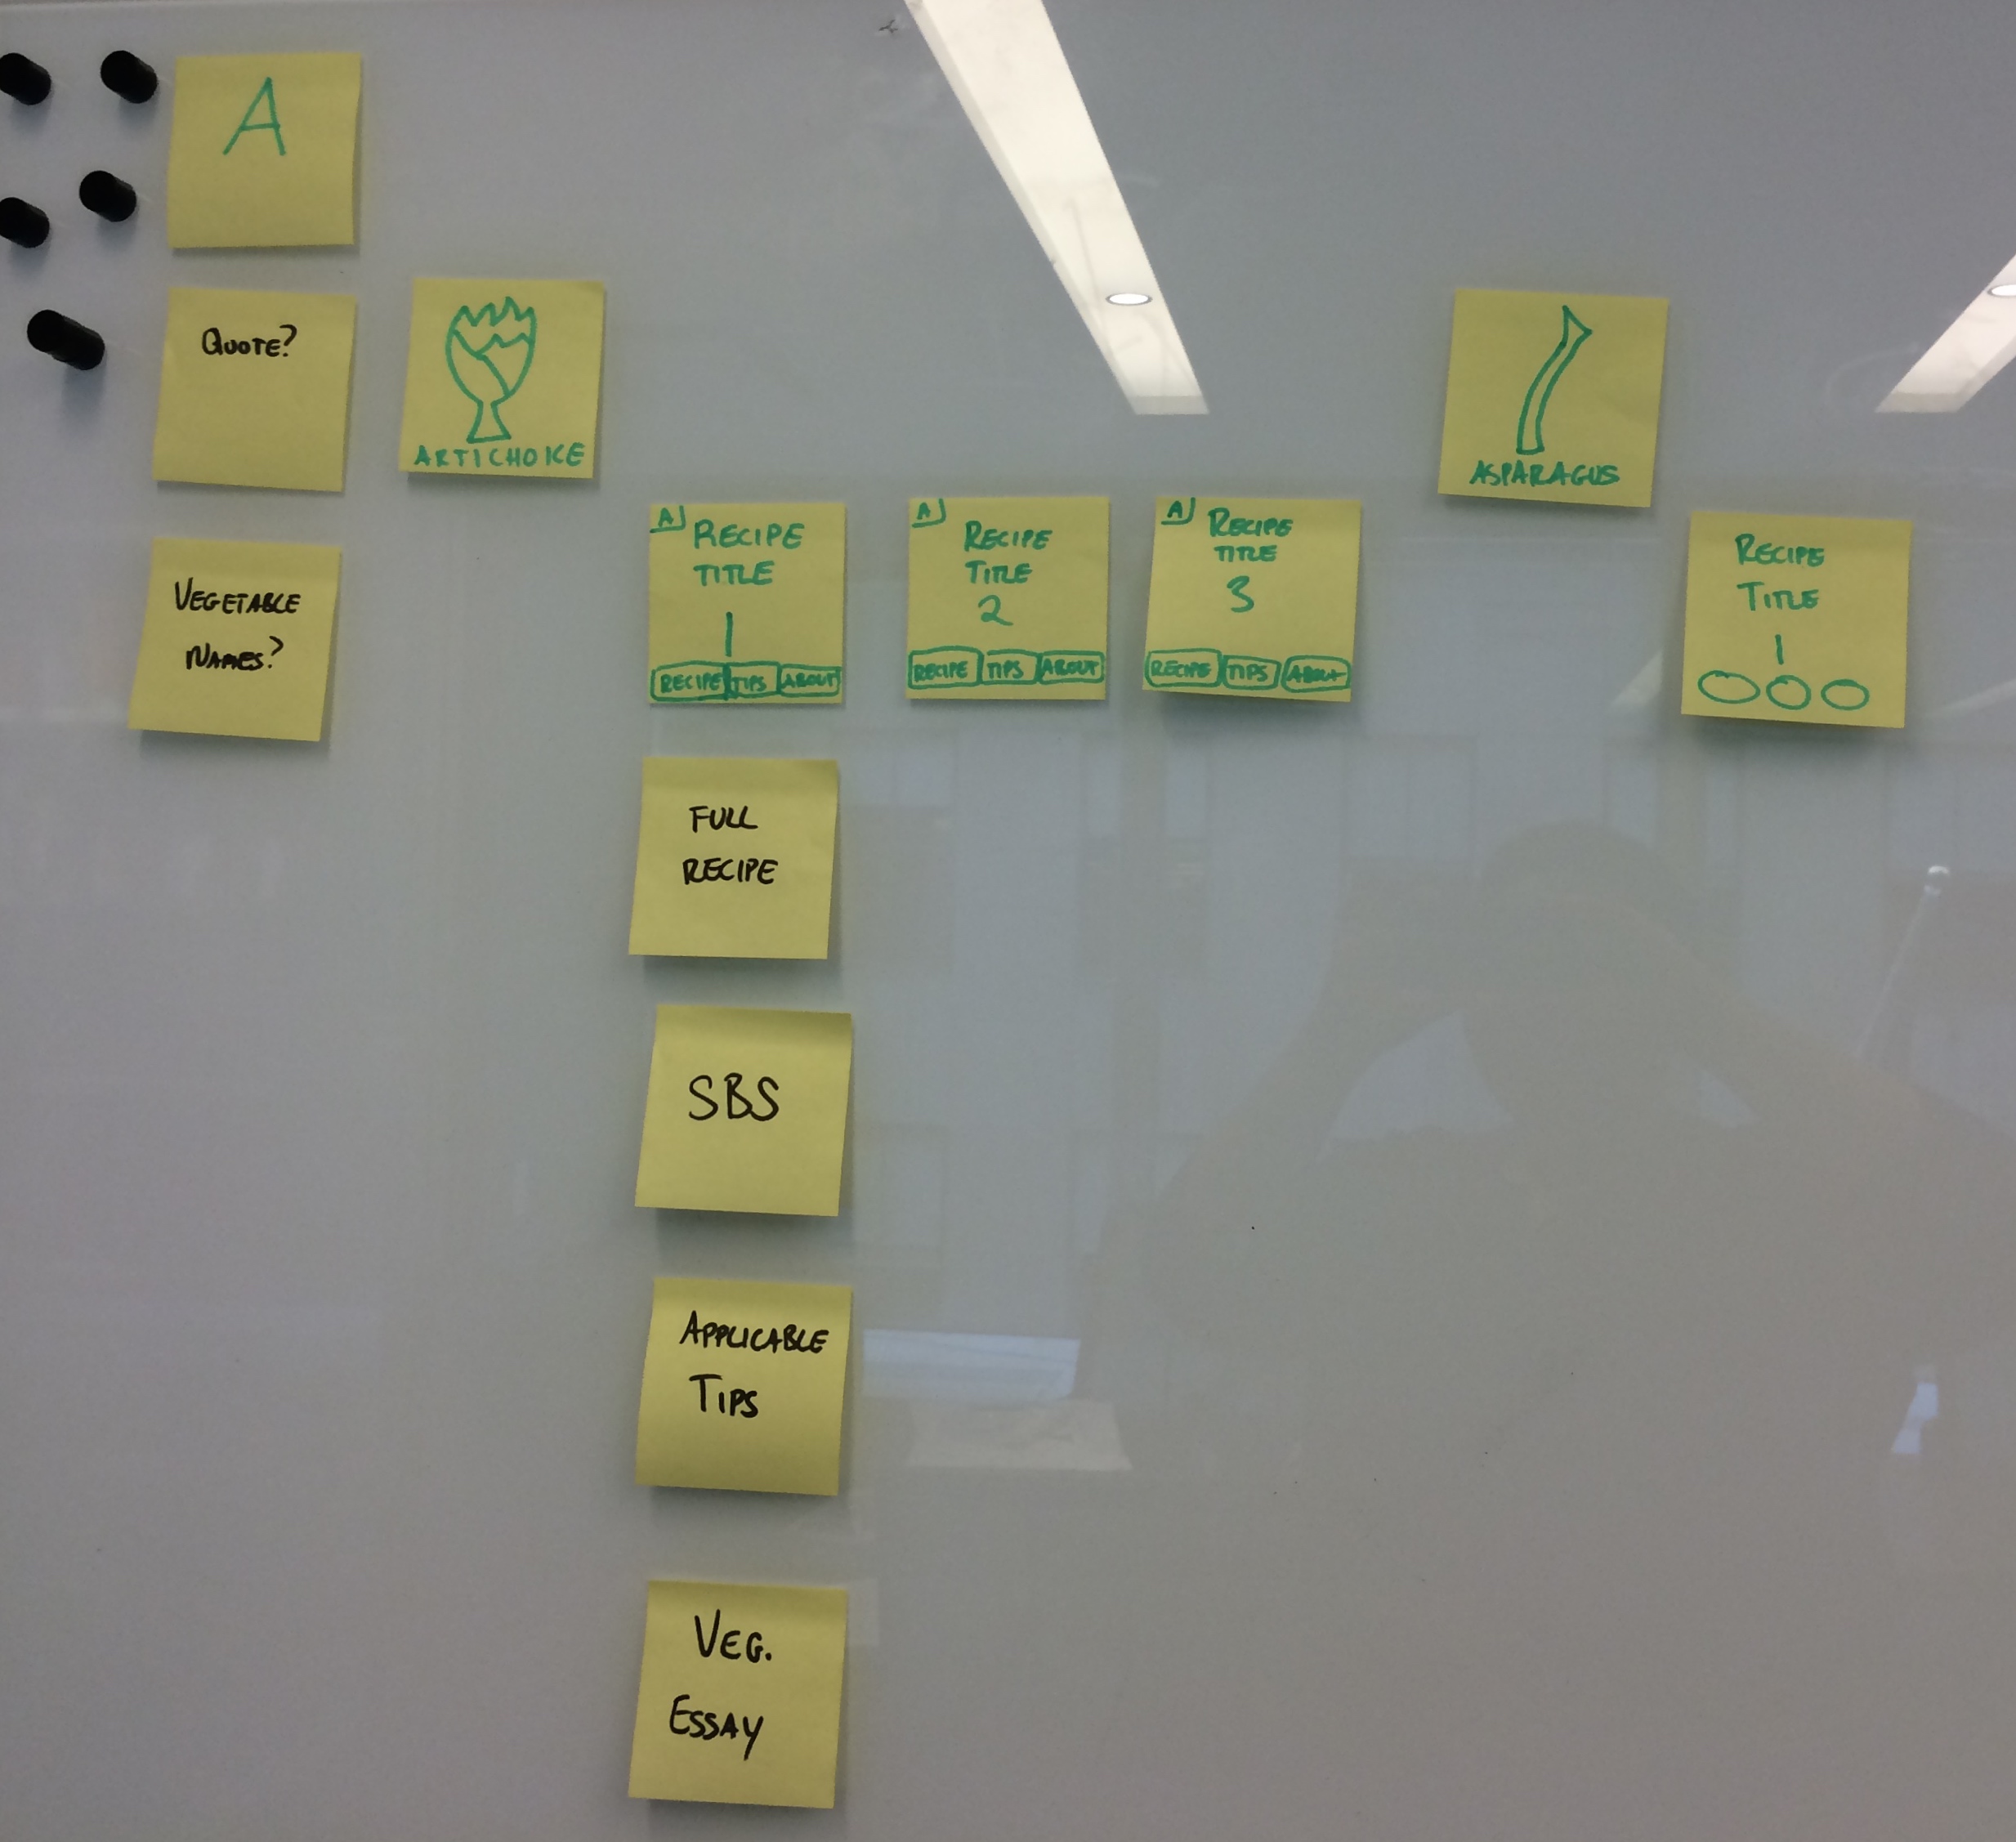 A
QUOTE?
ARTICHOKE
ASPARAGUS
VEGETABLE
NAMES?
A
RECIPE
TITLE
1
RECIPE TIPS ABOUT
A
RECIPE
TITLE
2
RECIPE TIPS ABOUT
A
RECIPE
TITLE
3
RECIPE TIPS ABOUT
RECIPE
TITLE
1
FULL
RECIPE
SBS
APPLICABLE
TIPS
VEG.
ESSAY